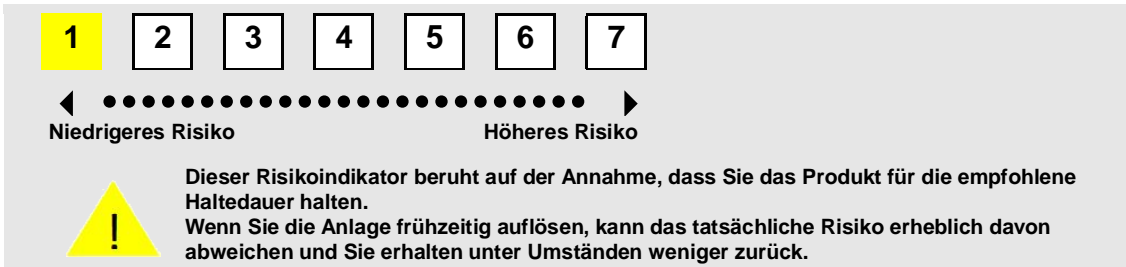 1 2 3 4 5 6 7
Niedrigeres Risiko Höheres Risiko
Dieser Risikoindikator beruht auf der Annahme, dass Sie das Produkt für die empfohlene
Haltedauer halten.
Wenn Sie die Anlage frühzeitig auflösen, kann das tatsächliche Risiko erheblich davon
abweichen und Sie erhalten unter Umständen weniger zurück.
!